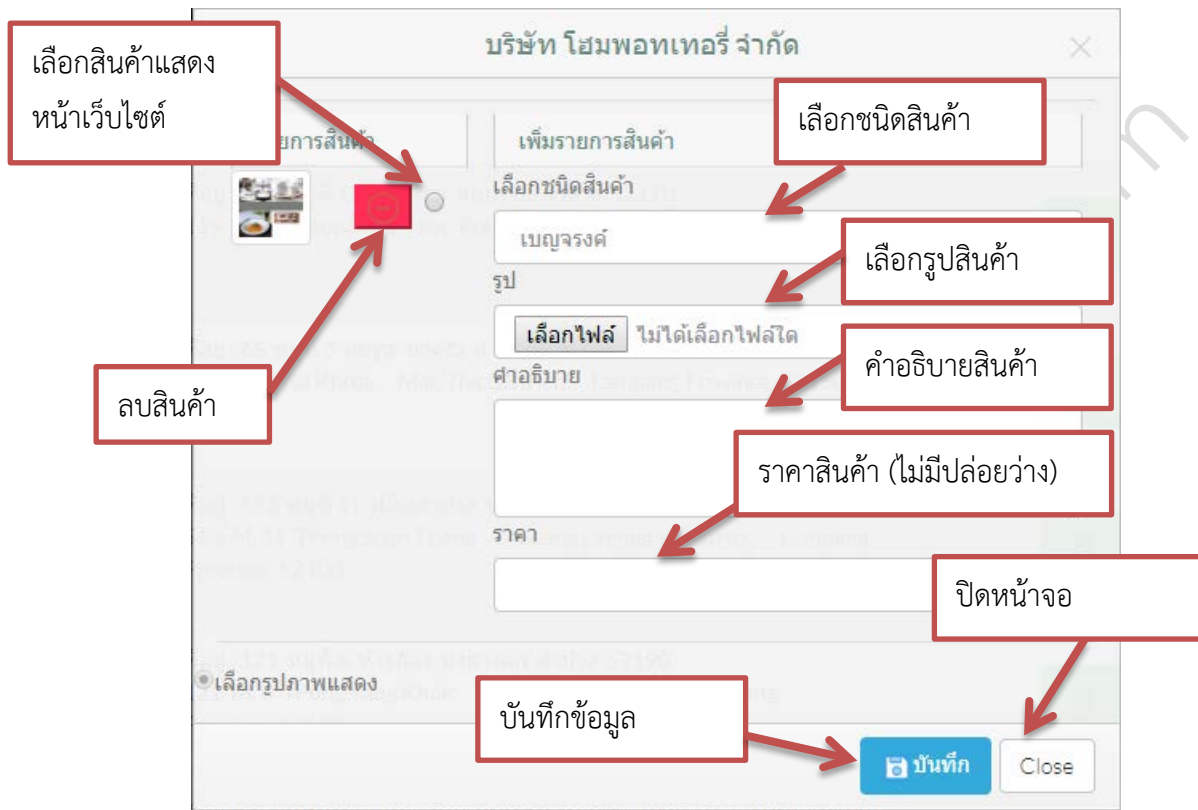 บริษัท โฮมพอทเทอรี่ จำกัด
เลือกสินค้าแสดง
หน้าเว็บไซต์
เลือกชนิดสินค้า
ยการสินค้า
เพิ่มรายการสินค้า
เลือกชนิดสินค้า
เบญจรงค์
เลือกรูปสินค้า
รูป
เลือกไฟล์ ไม่ได้เลือกไฟล์ใด
คำอธิบายสินค้า
คำอธิบาย
ลบสินค้า
ราคาสินค้า (ไม่มีปล่อยว่าง)
ราคา
ปิดหน้าจอ
เลือกรูปภาพแสดง
บันทึกข้อมูล
บันทึก
Close